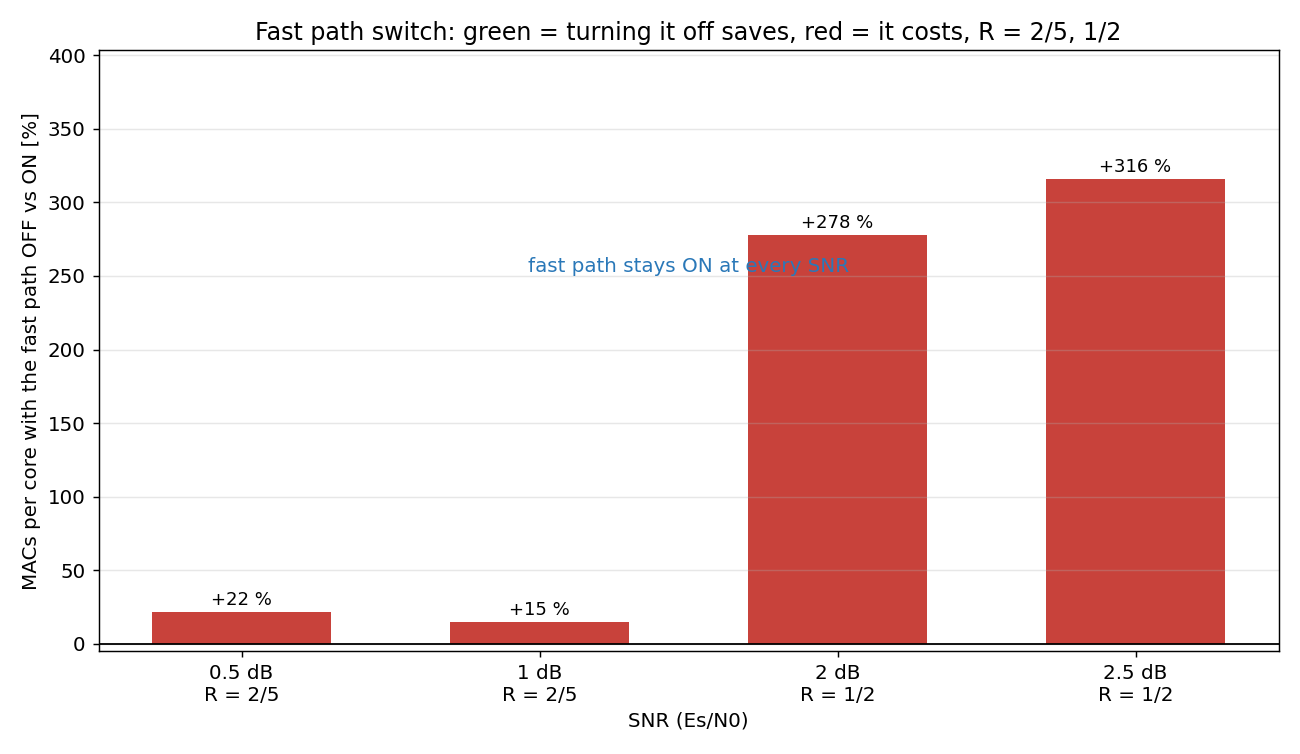 Fast path switch: green = turning it off saves, red = it costs, R = 2/5, 1/2
MACs per core with the fast path OFF vs ON [%]
400
350
300
250
200
150
100
50
0
+22 %
+15 %
+278 %
+316 %
fast path stays ON at every SNR
0.5 dB
R = 2/5
1 dB
R = 2/5
2 dB
R = 1/2
2.5 dB
R = 1/2
SNR (Es/N0)